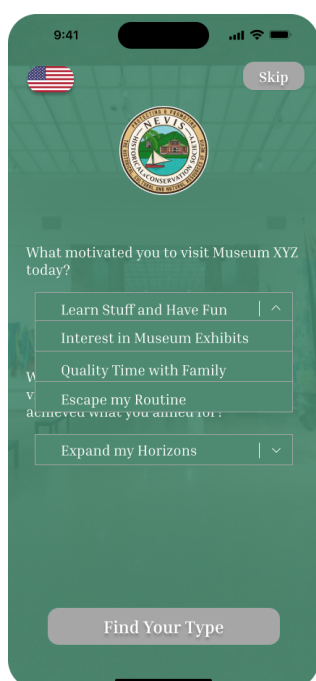 9:41
Skip
PROTECTING & PROMOTING
NEVIS
HISTORICAL & CONSERVATION SOCIETY
What motivated you to visit Museum XYZ
today?
Learn Stuff and Have Fun
Interest in Museum Exhibits
Quality Time with Family
Escape my Routine
achieved what you aimed for?
Expand my Horizons
Find Your Type